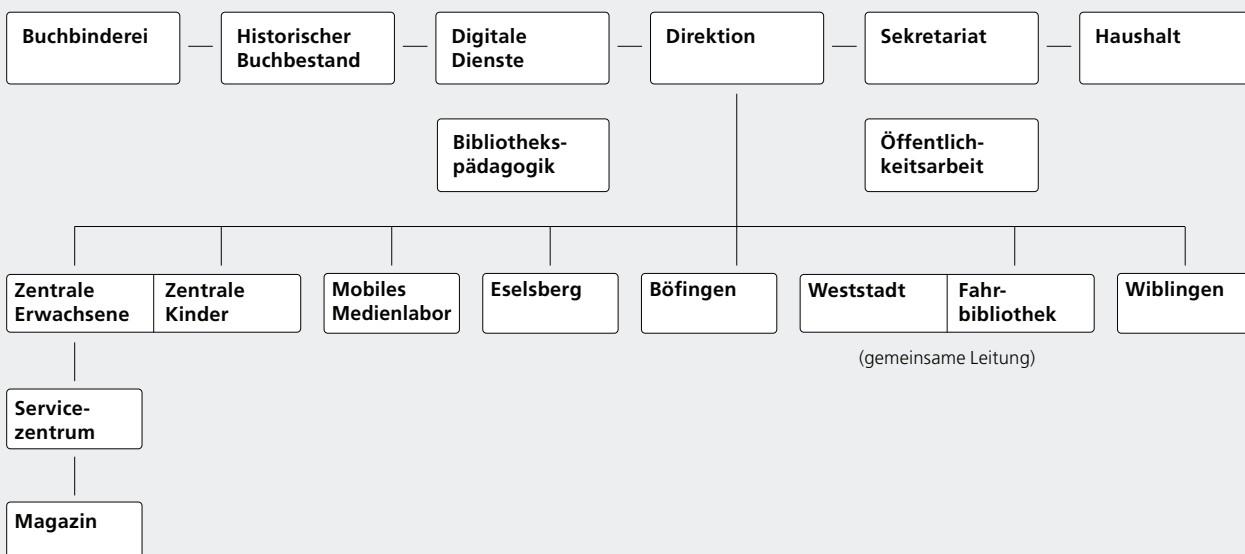 Buchbinderei
Historischer
Buchbestand
Digitale
Dienste
Direktion
Sekretariat
Haushalt
Bibliotheks-
pädagogik
Öffentlich-
keitsarbeit
Zentrale
Erwachsene
Zentrale
Kinder
Mobiles
Medienlabor
Eselsberg
Böfingen
Weststadt
Fahr-
bibliothek
Wiblingen
(gemeinsame Leitung)
Service-
zentrum
Magazin